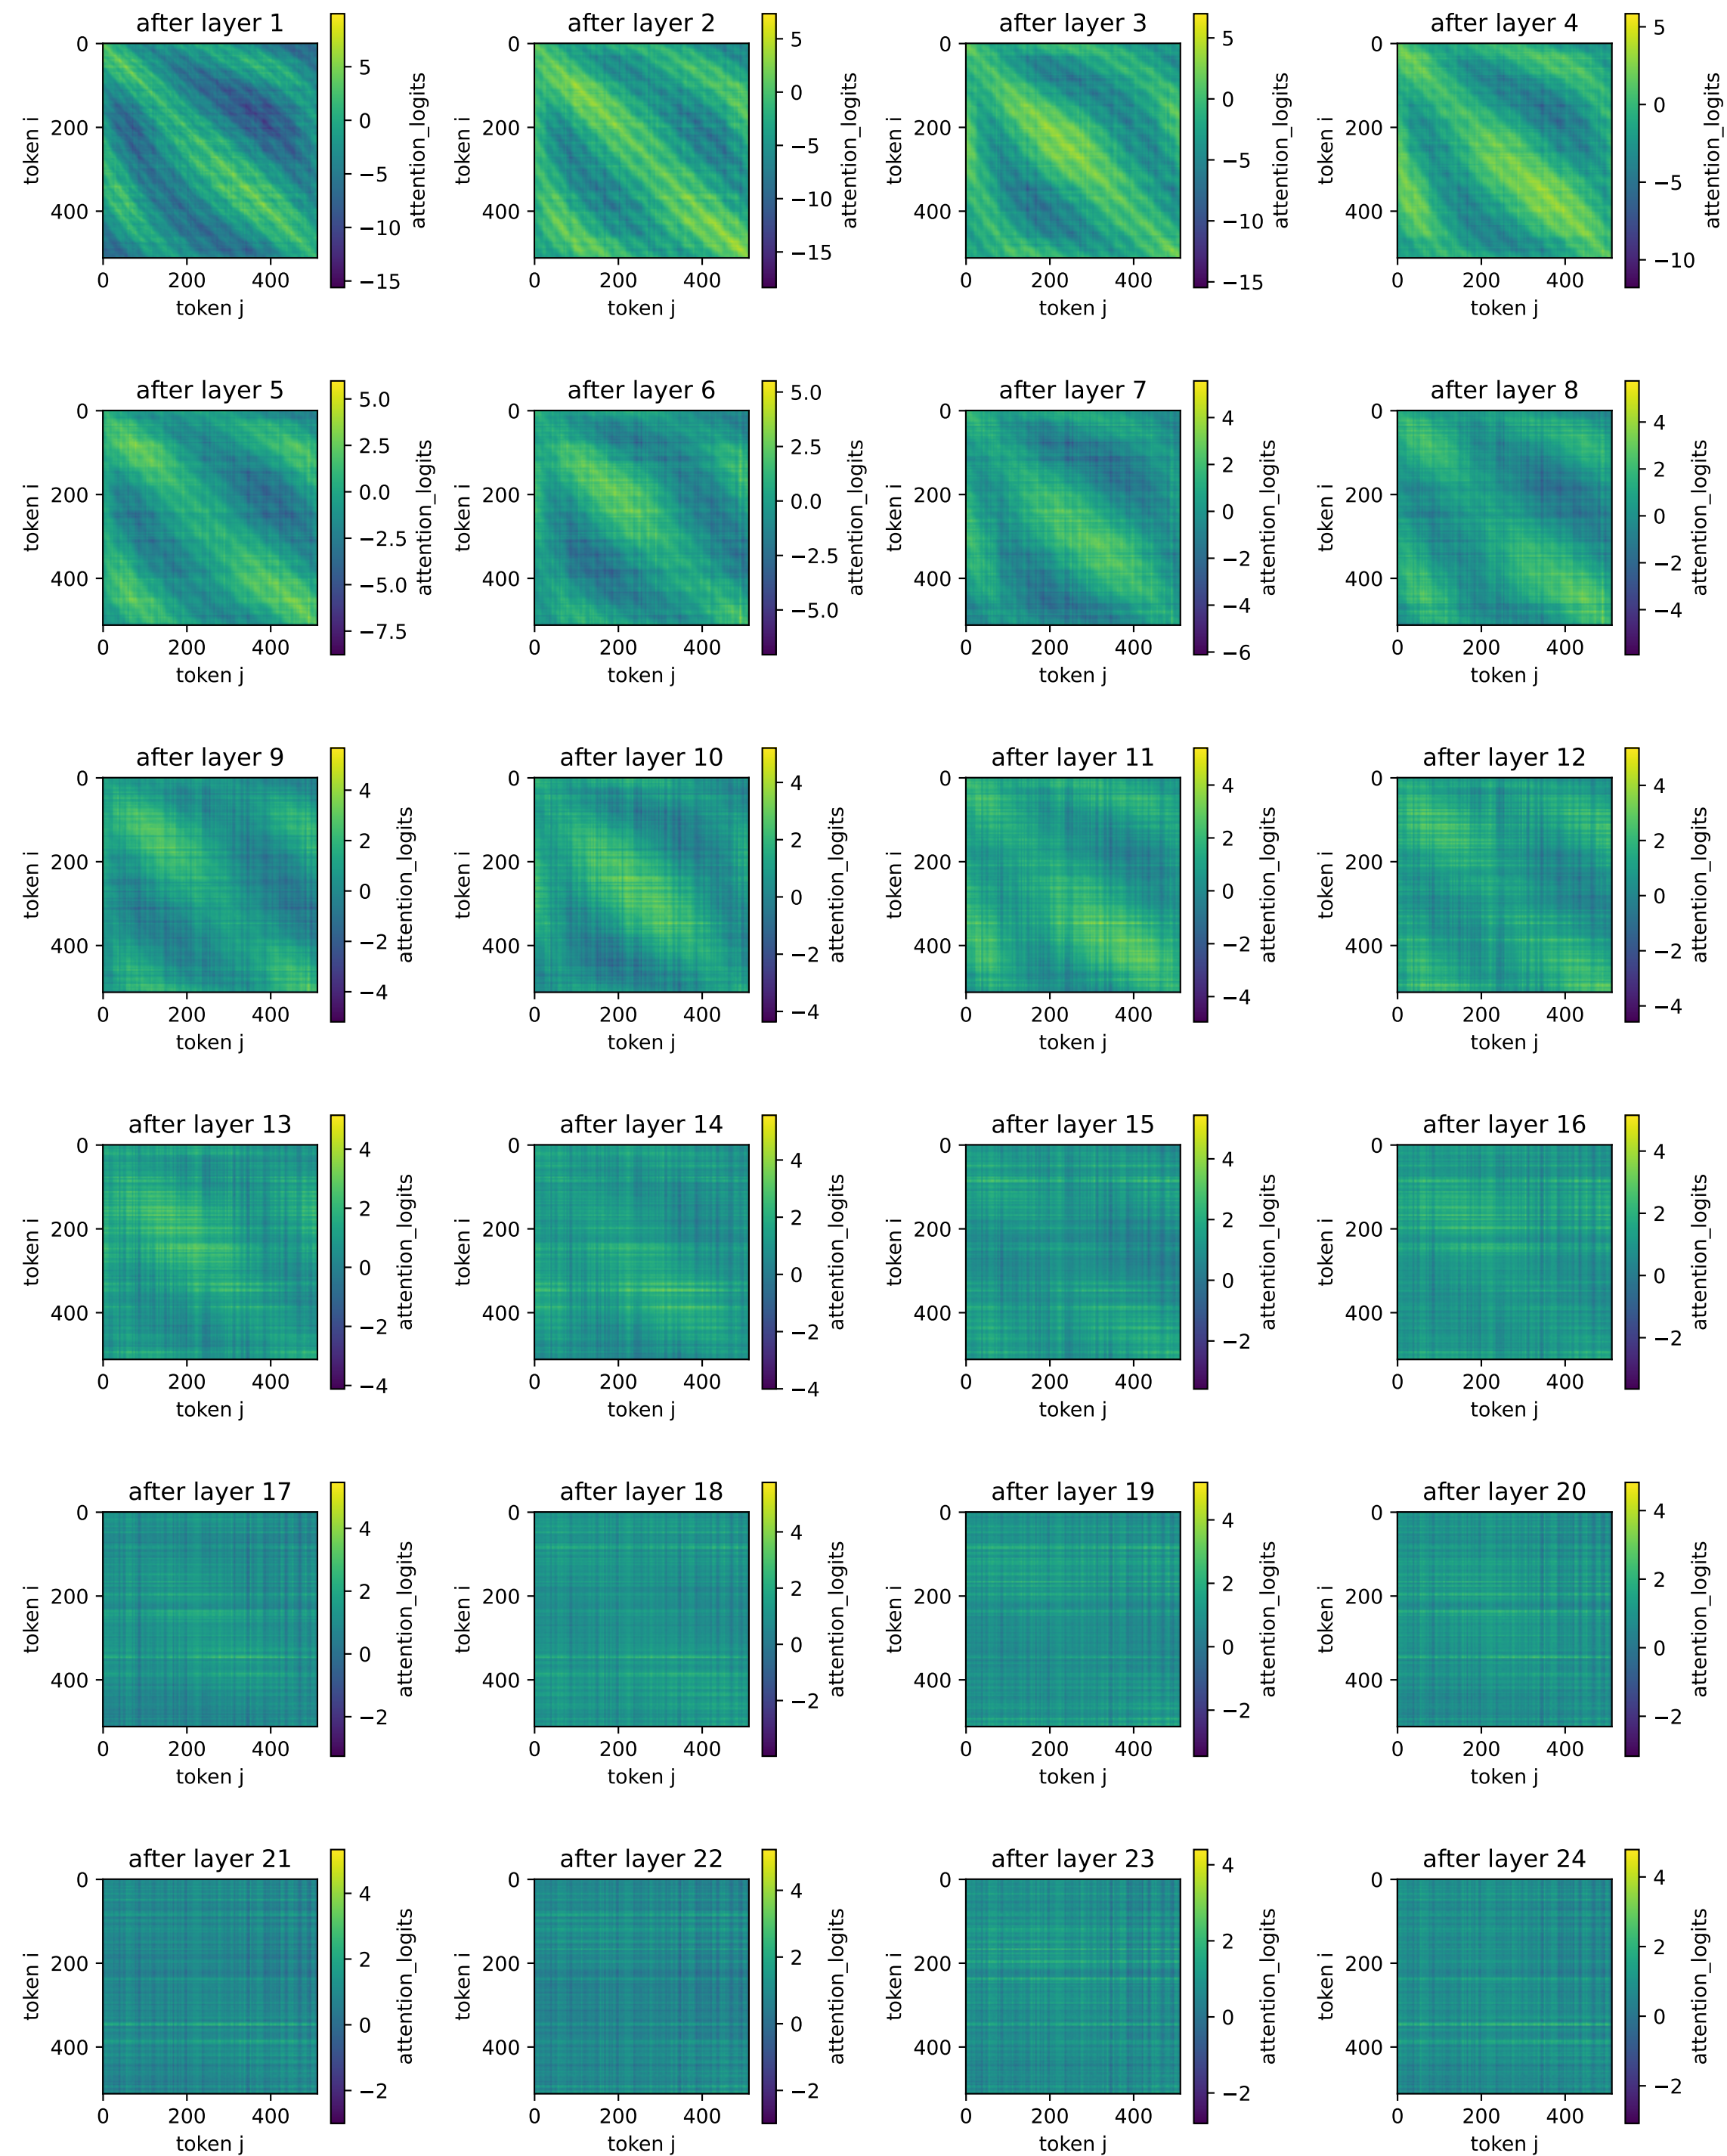 after layer 1
0
200
400
token i
0 200 400
token j
5
0
−5
−10
−15
attention_logits
after layer 2
0
200
400
token i
0 200 400
token j
5
0
−5
−10
−15
attention_logits
after layer 3
0
200
400
token i
0 200 400
token j
5
0
−5
−10
−15
attention_logits
after layer 4
0
200
400
token i
0 200 400
token j
5
0
−5
−10
attention_logits
after layer 5
0
200
400
token i
0 200 400
token j
5.0
2.5
0.0
−2.5
−5.0
−7.5
attention_logits
after layer 6
0
200
400
token i
0 200 400
token j
5.0
2.5
0.0
−2.5
−5.0
attention_logits
after layer 7
0
200
400
token i
0 200 400
token j
4
2
0
−2
−4
−6
attention_logits
after layer 8
0
200
400
token i
0 200 400
token j
4
2
0
−2
−4
attention_logits
after layer 9
0
200
400
token i
0 200 400
token j
4
2
0
−2
−4
attention_logits
after layer 10
0
200
400
token i
0 200 400
token j
4
2
0
−2
−4
attention_logits
after layer 11
0
200
400
token i
0 200 400
token j
4
2
0
−2
−4
attention_logits
after layer 12
0
200
400
token i
0 200 400
token j
4
2
0
−2
−4
attention_logits
after layer 13
0
200
400
token i
0 200 400
token j
4
2
0
−2
−4
attention_logits
after layer 14
0
200
400
token i
0 200 400
token j
4
2
0
−2
−4
attention_logits
after layer 15
0
200
400
token i
0 200 400
token j
4
2
0
−2
attention_logits
after layer 16
0
200
400
token i
0 200 400
token j
4
2
0
−2
attention_logits
after layer 17
0
200
400
token i
0 200 400
token j
4
2
0
−2
attention_logits
after layer 18
0
200
400
token i
0 200 400
token j
4
2
0
−2
attention_logits
after layer 19
0
200
400
token i
0 200 400
token j
4
2
0
−2
attention_logits
after layer 20
0
200
400
token i
0 200 400
token j
4
2
0
−2
attention_logits
after layer 21
0
200
400
token i
0 200 400
token j
4
2
0
−2
attention_logits
after layer 22
0
200
400
token i
0 200 400
token j
4
2
0
−2
attention_logits
after layer 23
0
200
400
token i
0 200 400
token j
4
2
0
−2
attention_logits
after layer 24
0
200
400
token i
0 200 400
token j
4
2
0
−2
attention_logits